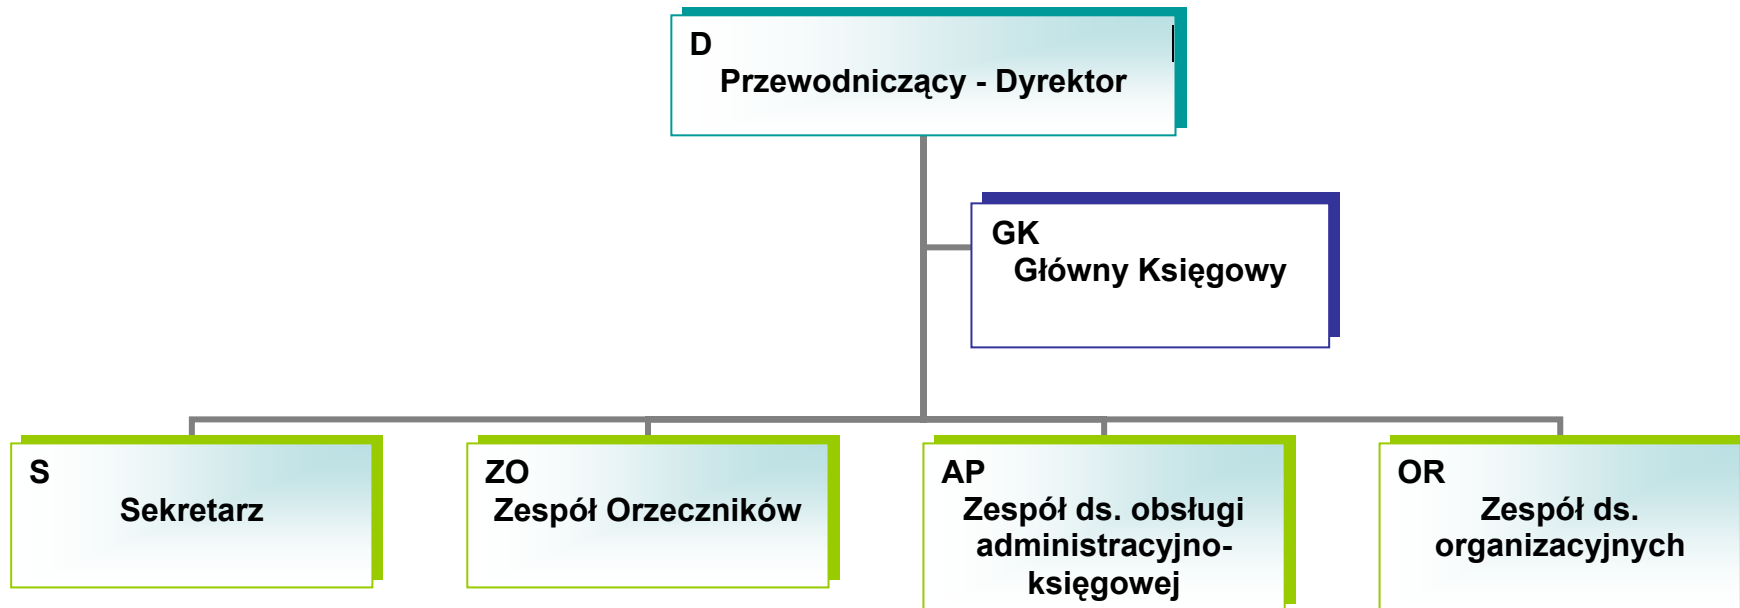 D
Przewodniczący - Dyrektor
GK
Główny Księgowy
S
Sekretarz
ZO
Zespół Orzeczników
AP
Zespół ds. obsługi
administracyjno-
księgowej
OR
Zespół ds.
organizacyjnych